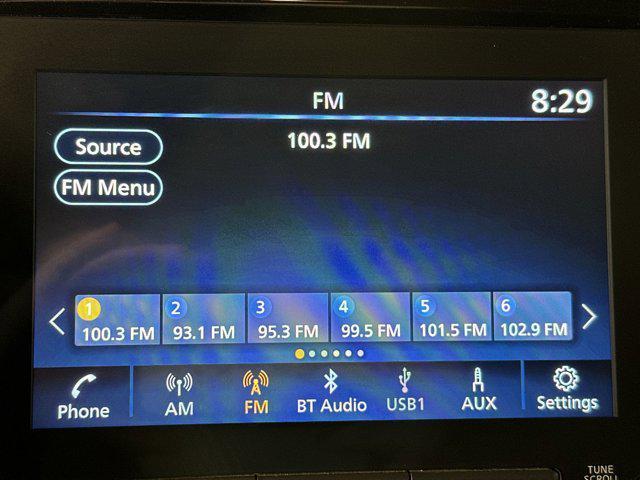 FM
8:29
Source
100.3 FM
FM Menu
1 2 3 4 5 6
100.3 FM 93.1 FM 95.3 FM 99.5 FM 101.5 FM 102.9 FM
Phone AM FM BT Audio USB1 AUX Settings
TUNE
SCROLL